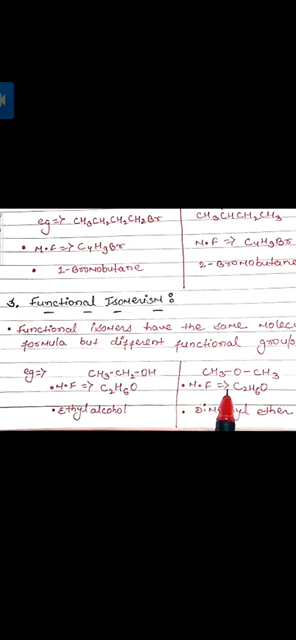 eg => CH3CH2CH2CH2Br CH3CHCH2CH3
• M.F => C4H9Br M.F => C4H9Br
• 1-Bromobutane 2-Bromobutane
3. Functional Isomerism:
• Functional isomers have the same molecu
formula but different functional group
eg => CH3-CH2-OH CH3-O-CH3
• M.F => C2H6O • M.F => C2H6O
• Ethyl alcohol • ether